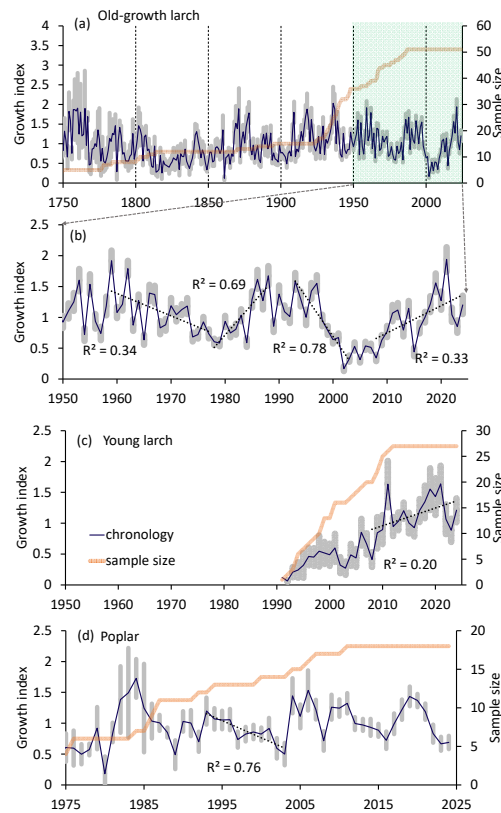 (a) Old-growth larch
Growth index
4
3.5
3
2.5
2
1.5
1
0.5
0
60
50
40
30
20
10
0
Sample size
1750 1800 1850 1900 1950 2000
(b)
Growth index
2.5
2
1.5
1
0.5
0
R² = 0.69
R² = 0.34
R² = 0.78
R² = 0.33
1950 1960 1970 1980 1990 2000 2010 2020
(c) Young larch
Growth index
2.5
2
1.5
1
0.5
0
30
25
20
15
10
5
0
Sample size
chronology
sample size
R² = 0.20
1950 1960 1970 1980 1990 2000 2010 2020
(d) Poplar
Growth index
2.5
2
1.5
1
0.5
0
20
15
10
5
0
Sample size
R² = 0.76
1975 1985 1995 2005 2015 2025